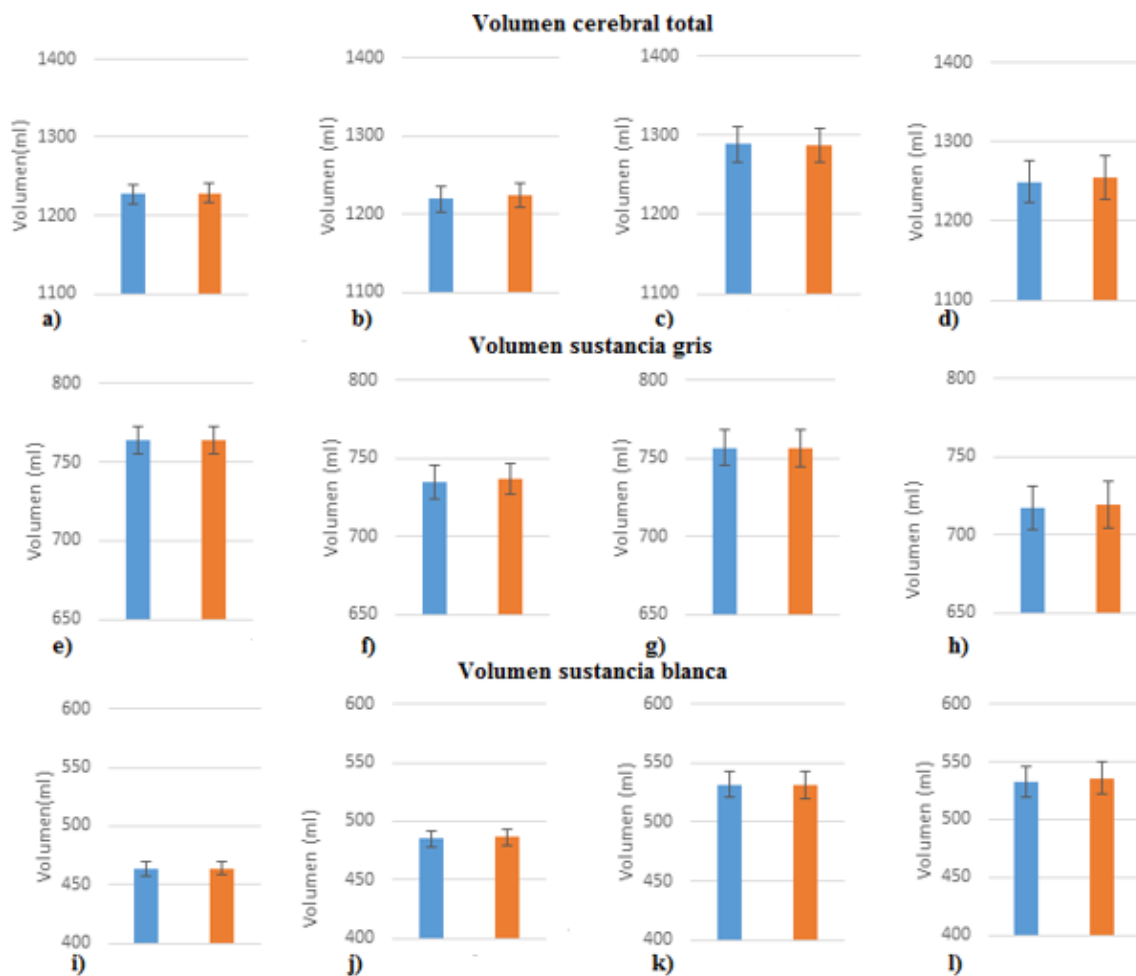 Volumen cerebral total
1400
1300
1200
1100
Volumen(ml)
a)
1400
1300
1200
1100
Volumen (ml)
b)
1400
1300
1200
1100
Volumen (ml)
c)
1400
1300
1200
1100
Volumen (ml)
d)
Volumen sustancia gris
800
750
700
650
Volumen (ml)
e)
800
750
700
650
Volumen (ml)
f)
800
750
700
650
Volumen (ml)
g)
800
750
700
650
Volumen (ml)
h)
Volumen sustancia blanca
600
550
500
450
400
Volumen(ml)
i)
600
550
500
450
400
Volumen (ml)
j)
600
550
500
450
400
Volumen (ml)
k)
600
550
500
450
400
Volumen (ml)
l)